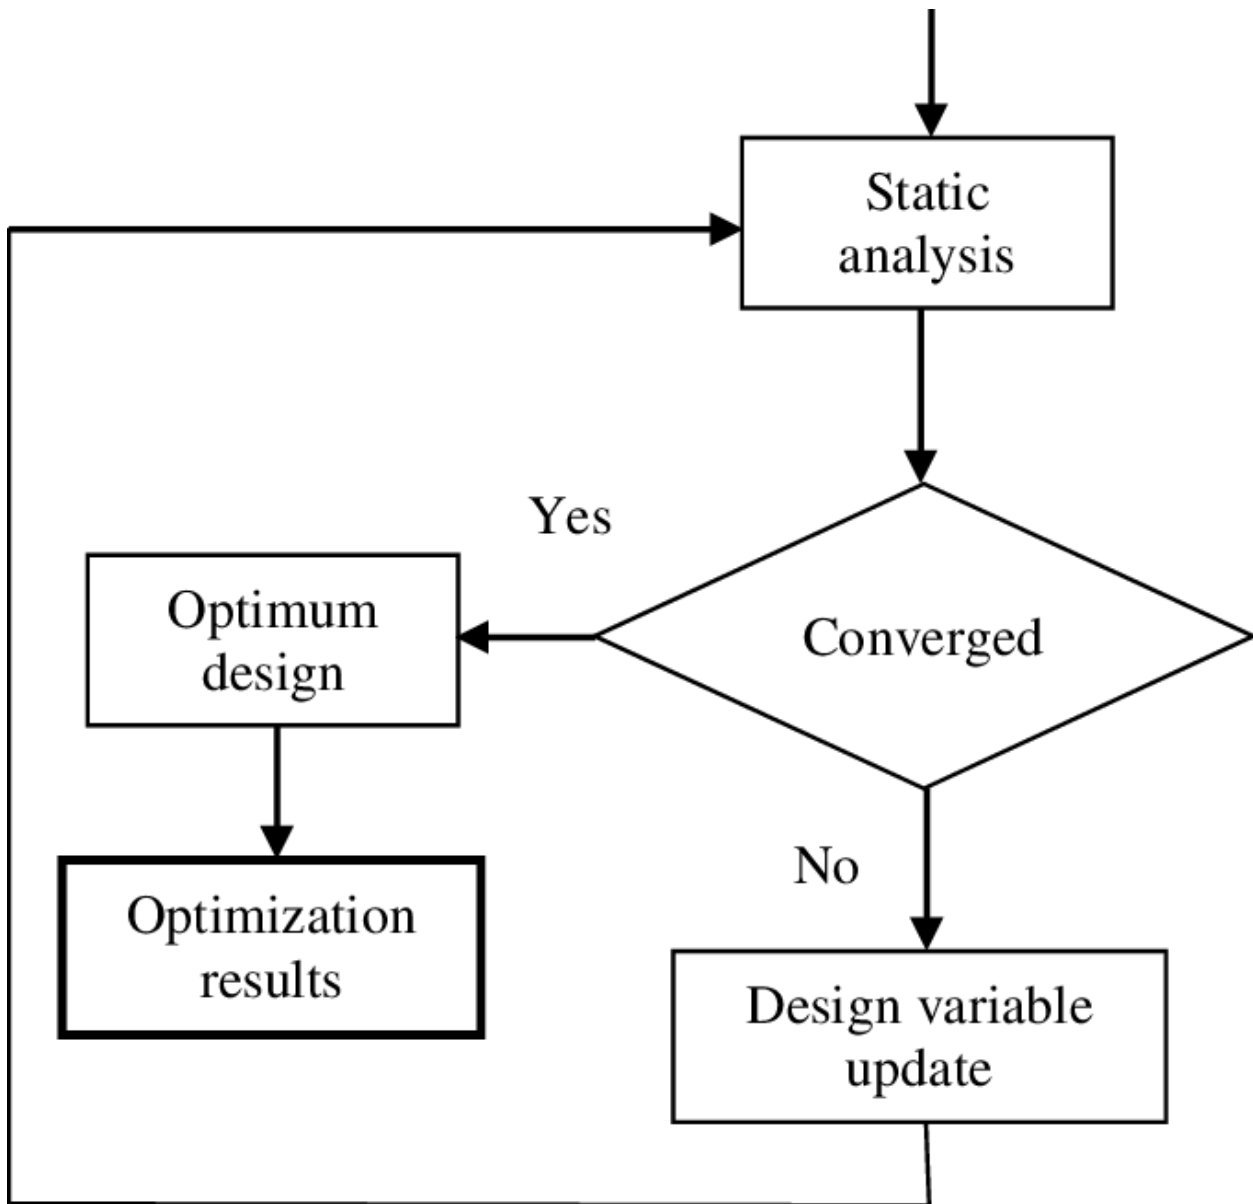 Static
analysis
Yes
Converged
Optimum
design
No
Optimization
results
Design variable
update